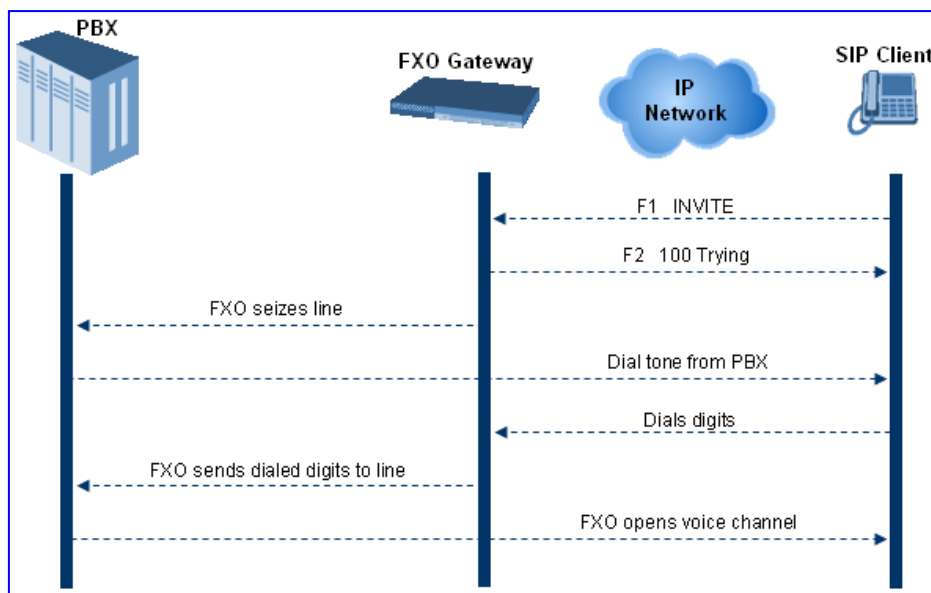 PBX
FXO Gateway
IP
Network
SIP Client
F1 INVITE
F2 100 Trying
FXO seizes line
Dial tone from PBX
Dials digits
FXO sends dialed digits to line
FXO opens voice channel